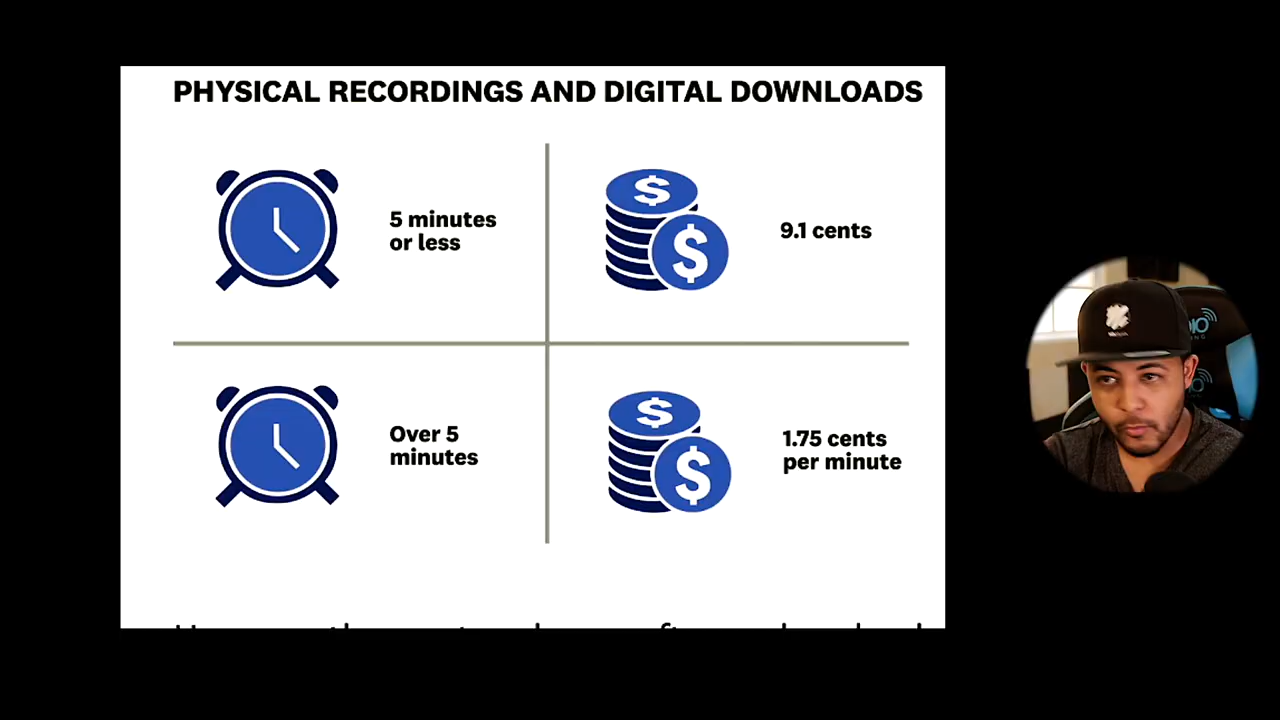 PHYSICAL RECORDINGS AND DIGITAL DOWNLOADS
5 minutes
or less
9.1 cents
Over 5
minutes
1.75 cents
per minute